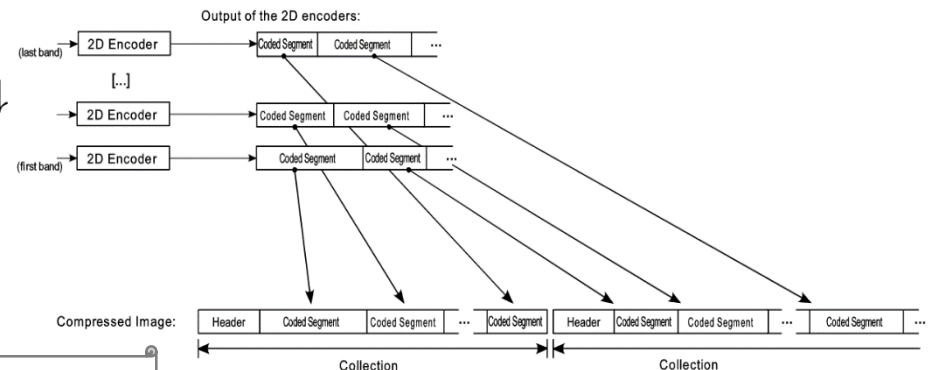 Output of the 2D encoders:
(last band) 2D Encoder Coded Segment Coded Segment ...
[...]
2D Encoder Coded Segment Coded Segment ...
(first band) 2D Encoder Coded Segment Coded Segment ...
Compressed Image: Header Coded Segment Coded Segment ... Coded Segment Header Coded Segment Coded Segment ... Coded Segment ...
Collection Collection